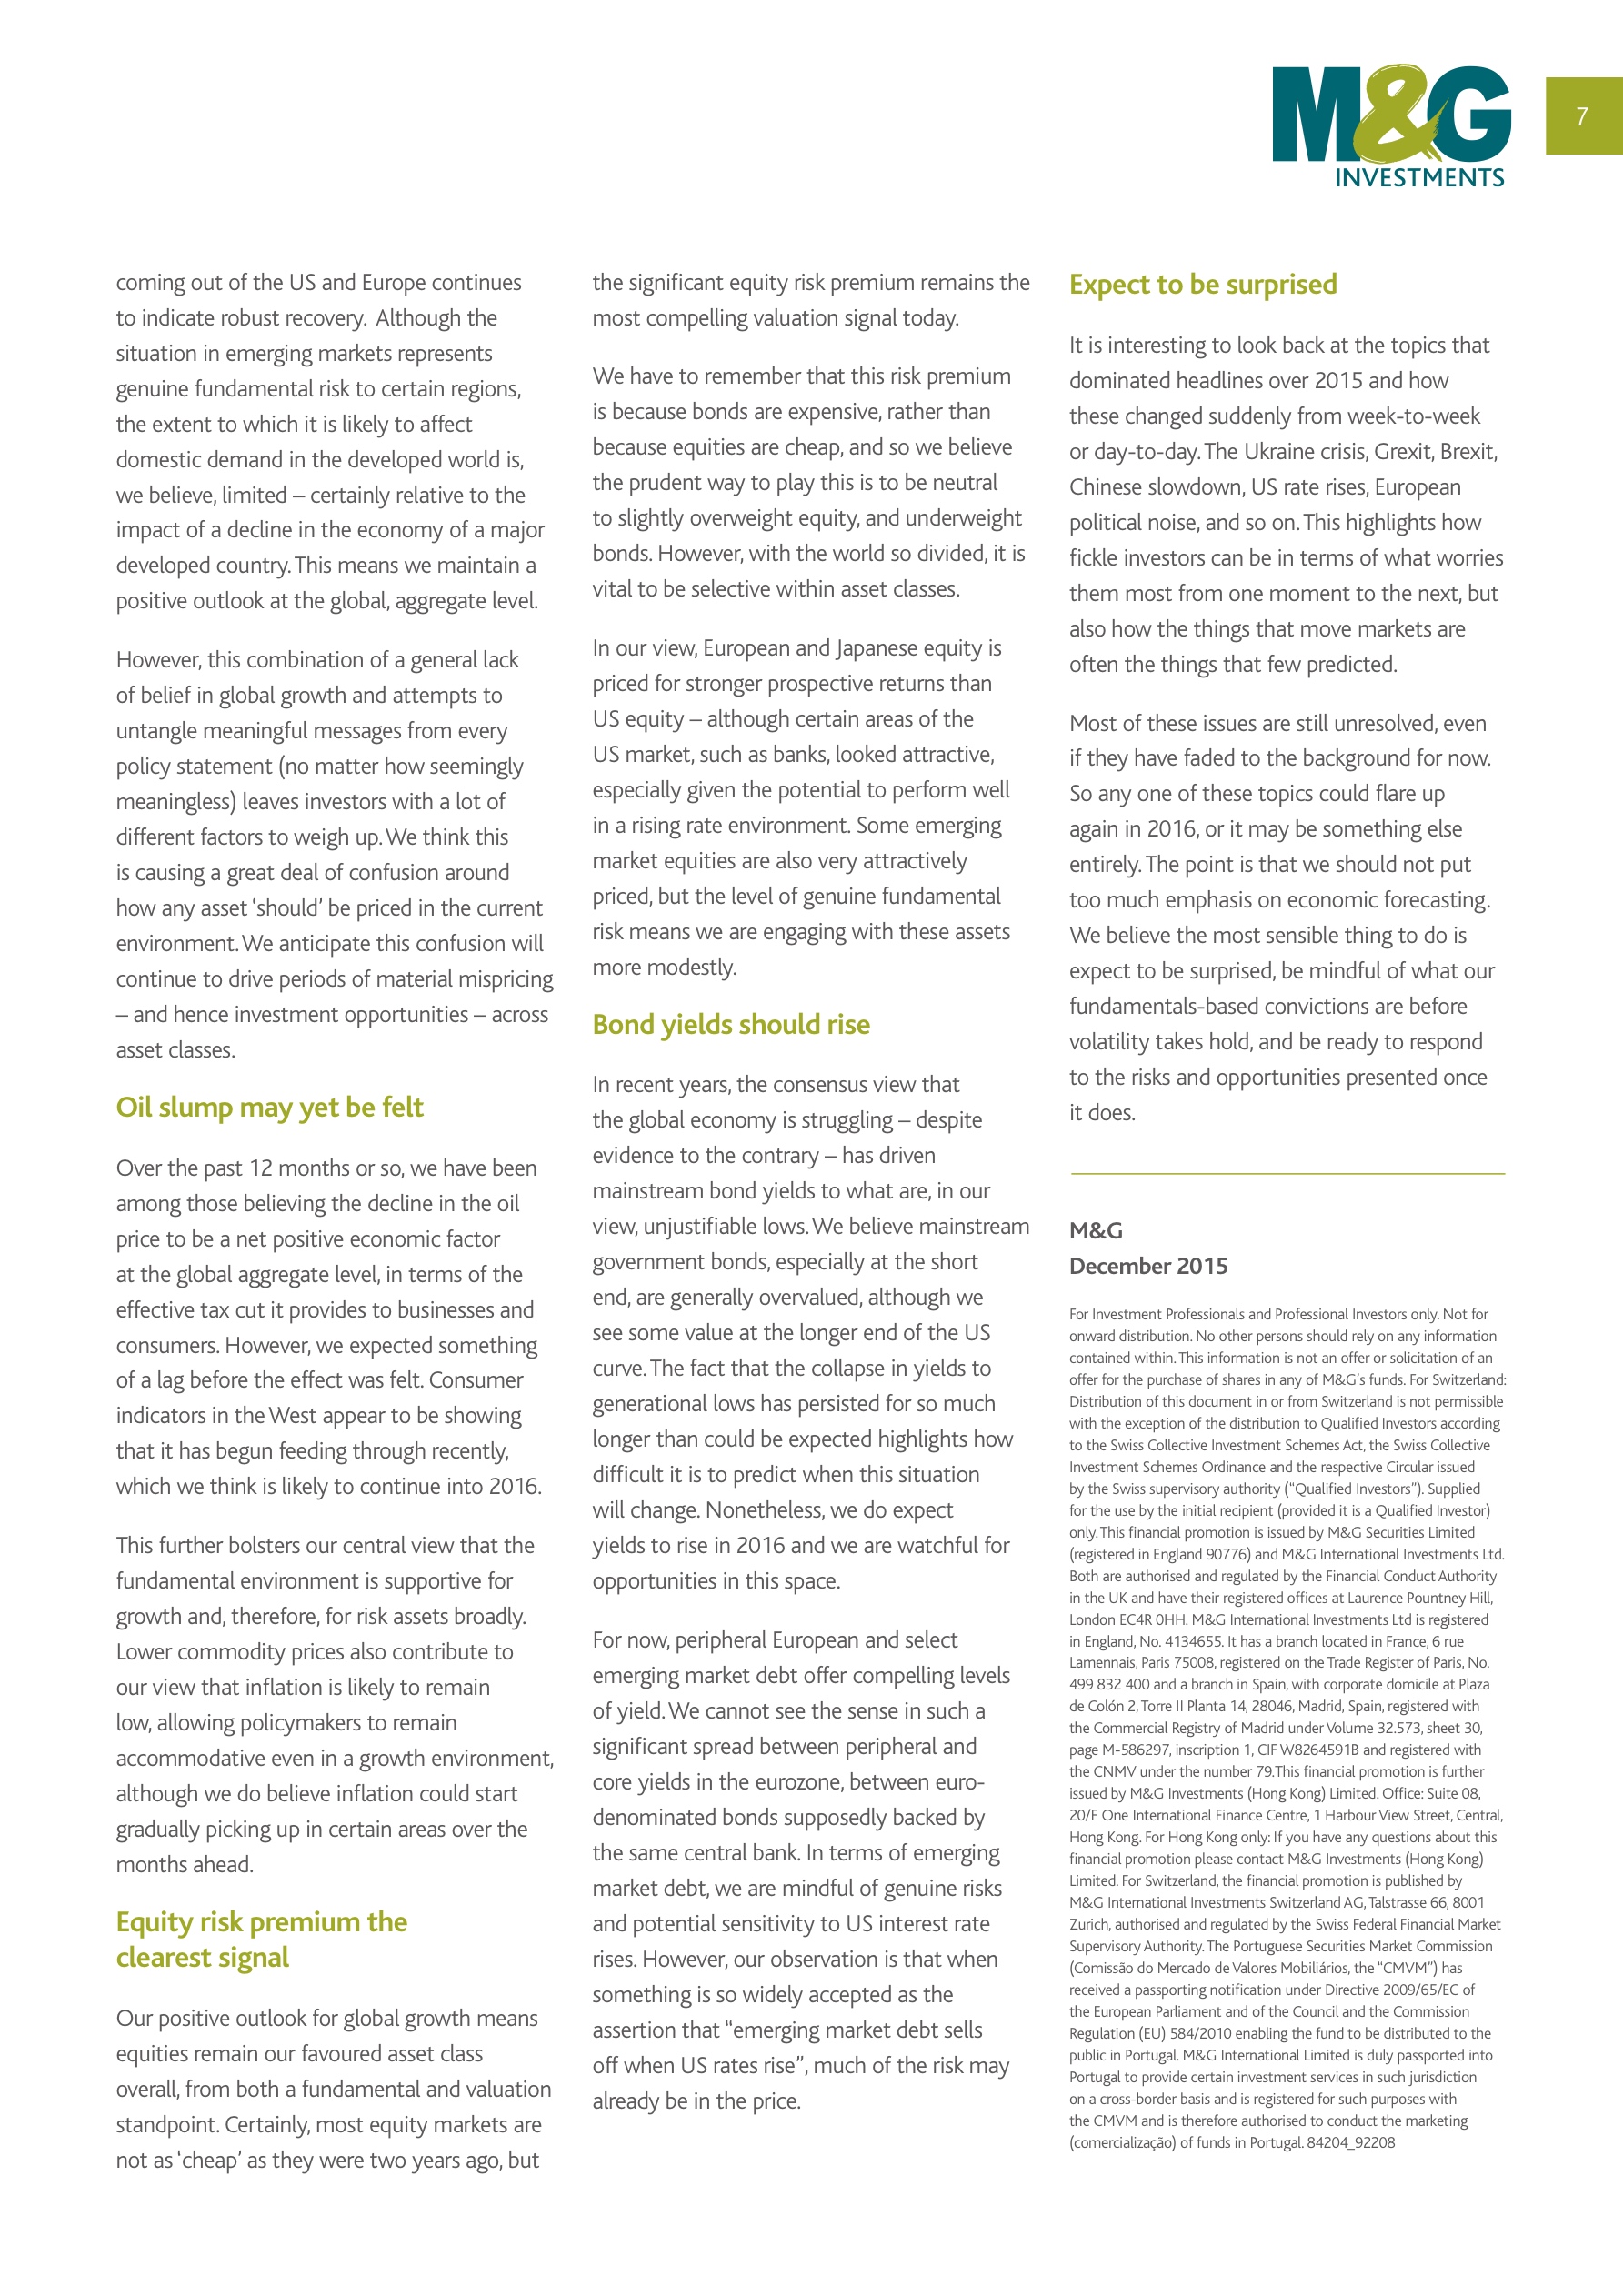 M&G
INVESTMENTS
7
coming out of the US and Europe continues
to indicate robust recovery. Although the
situation in emerging markets represents
genuine fundamental risk to certain regions,
the extent to which it is likely to affect
domestic demand in the developed world is,
we believe, limited – certainly relative to the
impact of a decline in the economy of a major
developed country. This means we maintain a
positive outlook at the global, aggregate level.
However, this combination of a general lack
of belief in global growth and attempts to
untangle meaningful messages from every
policy statement (no matter how seemingly
meaningless) leaves investors with a lot of
different factors to weigh up. We think this
is causing a great deal of confusion around
how any asset ‘should’ be priced in the current
environment. We anticipate this confusion will
continue to drive periods of material mispricing
– and hence investment opportunities – across
asset classes.
Oil slump may yet be felt
Over the past 12 months or so, we have been
among those believing the decline in the oil
price to be a net positive economic factor
at the global aggregate level, in terms of the
effective tax cut it provides to businesses and
consumers. However, we expected something
of a lag before the effect was felt. Consumer
indicators in the West appear to be showing
that it has begun feeding through recently,
which we think is likely to continue into 2016.
This further bolsters our central view that the
fundamental environment is supportive for
growth and, therefore, for risk assets broadly.
Lower commodity prices also contribute to
our view that inflation is likely to remain
low, allowing policymakers to remain
accommodative even in a growth environment,
although we do believe inflation could start
gradually picking up in certain areas over the
months ahead.
Equity risk premium the
clearest signal
Our positive outlook for global growth means
equities remain our favoured asset class
overall, from both a fundamental and valuation
standpoint. Certainly, most equity markets are
not as ‘cheap’ as they were two years ago, but
the significant equity risk premium remains the
most compelling valuation signal today.
We have to remember that this risk premium
is because bonds are expensive, rather than
because equities are cheap, and so we believe
the prudent way to play this is to be neutral
to slightly overweight equity, and underweight
bonds. However, with the world so divided, it is
vital to be selective within asset classes.
In our view, European and Japanese equity is
priced for stronger prospective returns than
US equity – although certain areas of the
US market, such as banks, looked attractive,
especially given the potential to perform well
in a rising rate environment. Some emerging
market equities are also very attractively
priced, but the level of genuine fundamental
risk means we are engaging with these assets
more modestly.
Bond yields should rise
In recent years, the consensus view that
the global economy is struggling – despite
evidence to the contrary – has driven
mainstream bond yields to what are, in our
view, unjustifiable lows. We believe mainstream
government bonds, especially at the short
end, are generally overvalued, although we
see some value at the longer end of the US
curve. The fact that the collapse in yields to
generational lows has persisted for so much
longer than could be expected highlights how
difficult it is to predict when this situation
will change. Nonetheless, we do expect
yields to rise in 2016 and we are watchful for
opportunities in this space.
For now, peripheral European and select
emerging market debt offer compelling levels
of yield. We cannot see the sense in such a
significant spread between peripheral and
core yields in the eurozone, between euro-
denominated bonds supposedly backed by
the same central bank. In terms of emerging
market debt, we are mindful of genuine risks
and potential sensitivity to US interest rate
rises. However, our observation is that when
something is so widely accepted as the
assertion that “emerging market debt sells
off when US rates rise”, much of the risk may
already be in the price.
Expect to be surprised
It is interesting to look back at the topics that
dominated headlines over 2015 and how
these changed suddenly from week-to-week
or day-to-day. The Ukraine crisis, Grexit, Brexit,
Chinese slowdown, US rate rises, European
political noise, and so on. This highlights how
fickle investors can be in terms of what worries
them most from one moment to the next, but
also how the things that move markets are
often the things that few predicted.
Most of these issues are still unresolved, even
if they have faded to the background for now.
So any one of these topics could flare up
again in 2016, or it may be something else
entirely. The point is that we should not put
too much emphasis on economic forecasting.
We believe the most sensible thing to do is
expect to be surprised, be mindful of what our
fundamentals-based convictions are before
volatility takes hold, and be ready to respond
to the risks and opportunities presented once
it does.
M&G
December 2015
For Investment Professionals and Professional Investors only. Not for
onward distribution. No other persons should rely on any information
contained within. This information is not an offer or solicitation of an
offer for the purchase of shares in any of M&G’s funds. For Switzerland:
Distribution of this document in or from Switzerland is not permissible
with the exception of the distribution to Qualified Investors according
to the Swiss Collective Investment Schemes Act, the Swiss Collective
Investment Schemes Ordinance and the respective Circular issued
by the Swiss supervisory authority (“Qualified Investors”). Supplied
for the use by the initial recipient (provided it is a Qualified Investor)
only. This financial promotion is issued by M&G Securities Limited
(registered in England 90776) and M&G International Investments Ltd.
Both are authorised and regulated by the Financial Conduct Authority
in the UK and have their registered offices at Laurence Pountney Hill,
London EC4R 0HH. M&G International Investments Ltd is registered
in England, No. 4134655. It has a branch located in France, 6 rue
Lamennais, Paris 75008, registered on the Trade Register of Paris, No.
499 832 400 and a branch in Spain, with corporate domicile at Plaza
de Colón 2, Torre II Planta 14, 28046, Madrid, Spain, registered with
the Commercial Registry of Madrid under Volume 32.573, sheet 30,
page M-586297, inscription 1, CIF W8264591B and registered with
the CNMV under the number 79.This financial promotion is further
issued by M&G Investments (Hong Kong) Limited. Office: Suite 08,
20/F One International Finance Centre, 1 Harbour View Street, Central,
Hong Kong. For Hong Kong only: If you have any questions about this
financial promotion please contact M&G Investments (Hong Kong)
Limited. For Switzerland, the financial promotion is published by
M&G International Investments Switzerland AG, Talstrasse 66, 8001
Zurich, authorised and regulated by the Swiss Federal Financial Market
Supervisory Authority. The Portuguese Securities Market Commission
(Comissão do Mercado de Valores Mobiliários, the “CMVM”) has
received a passporting notification under Directive 2009/65/EC of
the European Parliament and of the Council and the Commission
Regulation (EU) 584/2010 enabling the fund to be distributed to the
public in Portugal. M&G International Limited is duly passported into
Portugal to provide certain investment services in such jurisdiction
on a cross-border basis and is registered for such purposes with
the CMVM and is therefore authorised to conduct the marketing
(comercialização) of funds in Portugal. 84204_92208